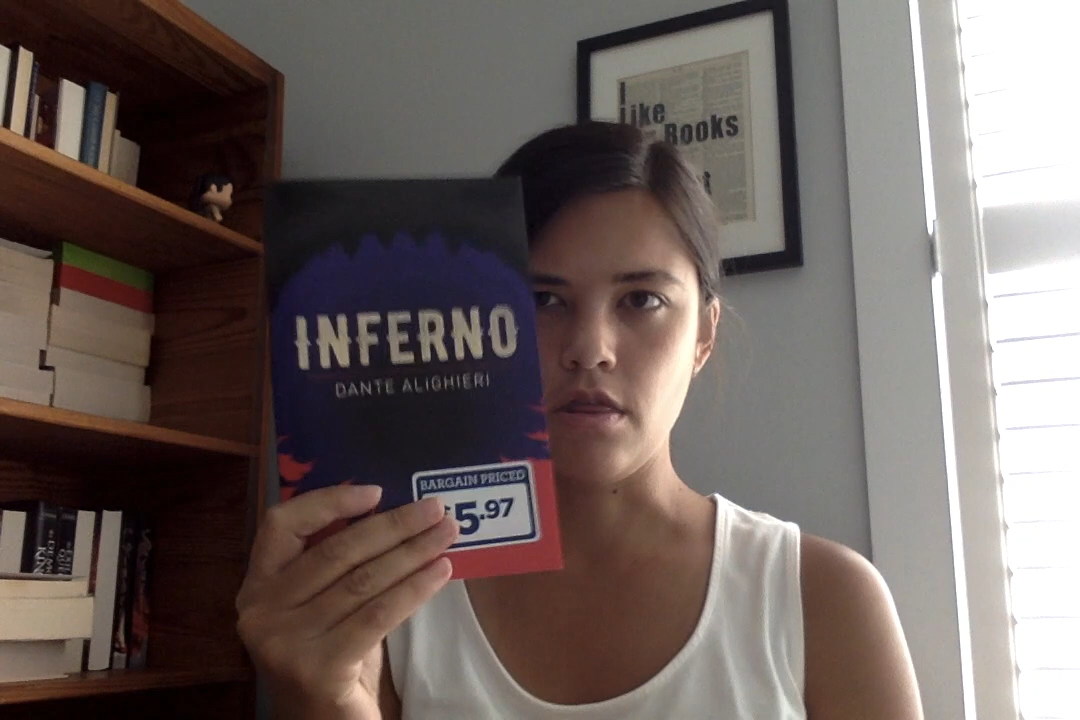 I
Like
Books
INFERNO
DANTE ALIGHIERI
BARGAIN PRICED
5.97